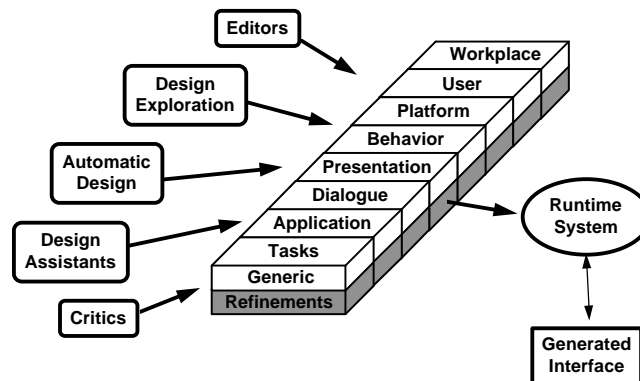 Editors
Design
Exploration
Automatic
Design
Design
Assistants
Critics
Workplace
User
Platform
Behavior
Presentation
Dialogue
Application
Tasks
Generic
Refinements
Runtime
System
Generated
Interface